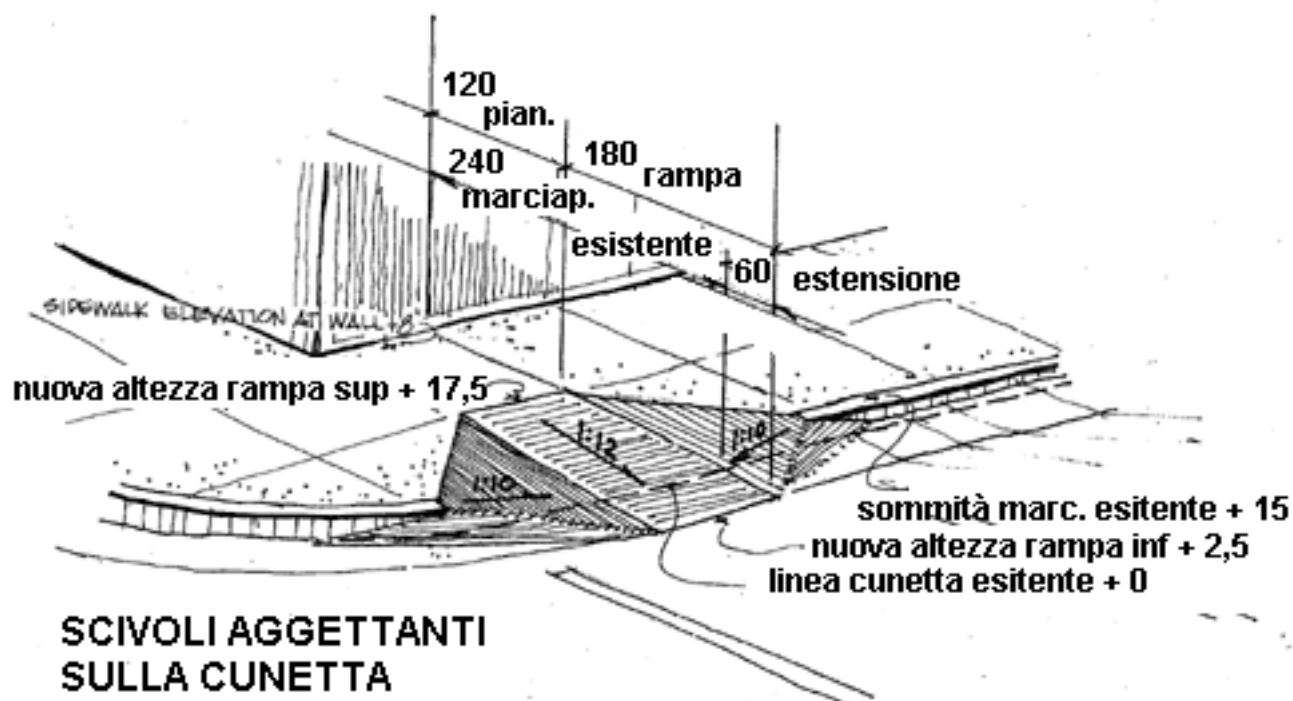 120
pian.
180
rampa
240
marciap.
esistente
60
estensione
SIDEWALK ELEVATION AT WALL +8"
nuova altezza rampa sup + 17,5
1:12
1:10
1:10
sommità marc. esitente + 15
nuova altezza rampa inf + 2,5
linea cunetta esitente + 0
SCIVOLI AGGETTANTI
SULLA CUNETTA